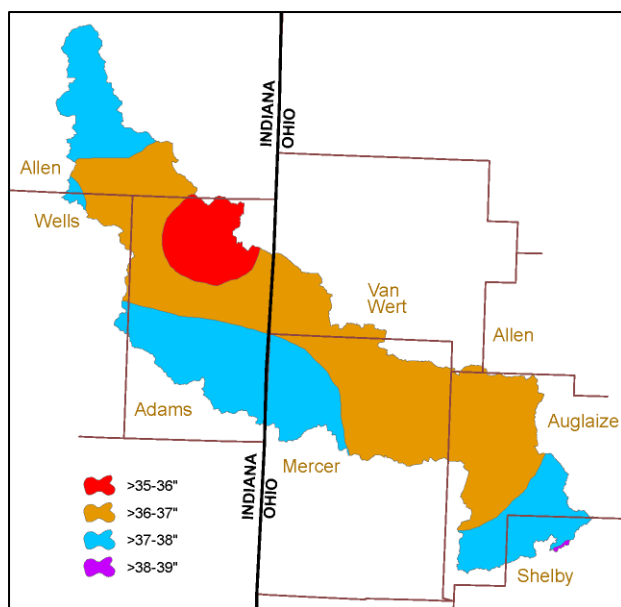 INDIANA
OHIO
Allen
Wells
Van
Wert
Allen
Adams
Auglaize
Mercer
INDIANA
OHIO
Shelby
>35-36"
>36-37"
>37-38"
>38-39"